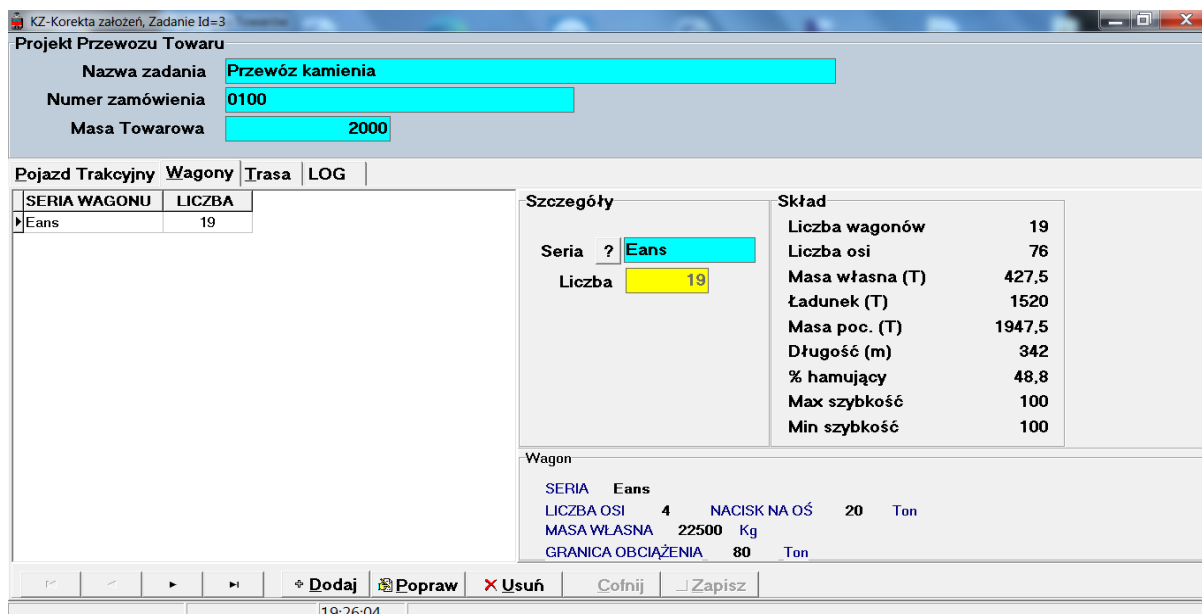 KZ-Korekta założeń, Zadanie Id=3
Projekt Przewozu Towaru
Nazwa zadania Przewóz kamienia
Numer zamówienia 0100
Masa Towarowa 2000
Pojazd Trakcyjny Wagony Trasa LOG
SERIA WAGONU LICZBA
Eans 19
Szczegóły
Seria ? Eans
Liczba 19
Skład
Liczba wagonów 19
Liczba osi 76
Masa własna (T) 427,5
Ładunek (T) 1520
Masa poc. (T) 1947,5
Długość (m) 342
% hamujący 48,8
Max szybkość 100
Min szybkość 100
Wagon
SERIA Eans
LICZBA OSI 4 NACISK NA OŚ 20 Ton
MASA WŁASNA 22500 Kg
GRANICA OBCIĄŻENIA 80 Ton
Dodaj Popraw Usuń Cofnij Zapisz
19:26:04